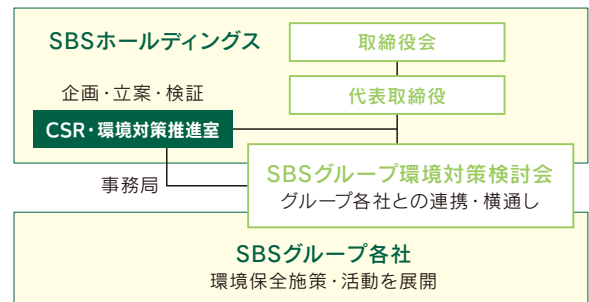 SBSホールディングス
取締役会
代表取締役
企画・立案・検証
CSR・環境対策推進室
事務局
SBSグループ環境対策検討会
グループ各社との連携・横通し
SBSグループ各社
環境保全施策・活動を展開